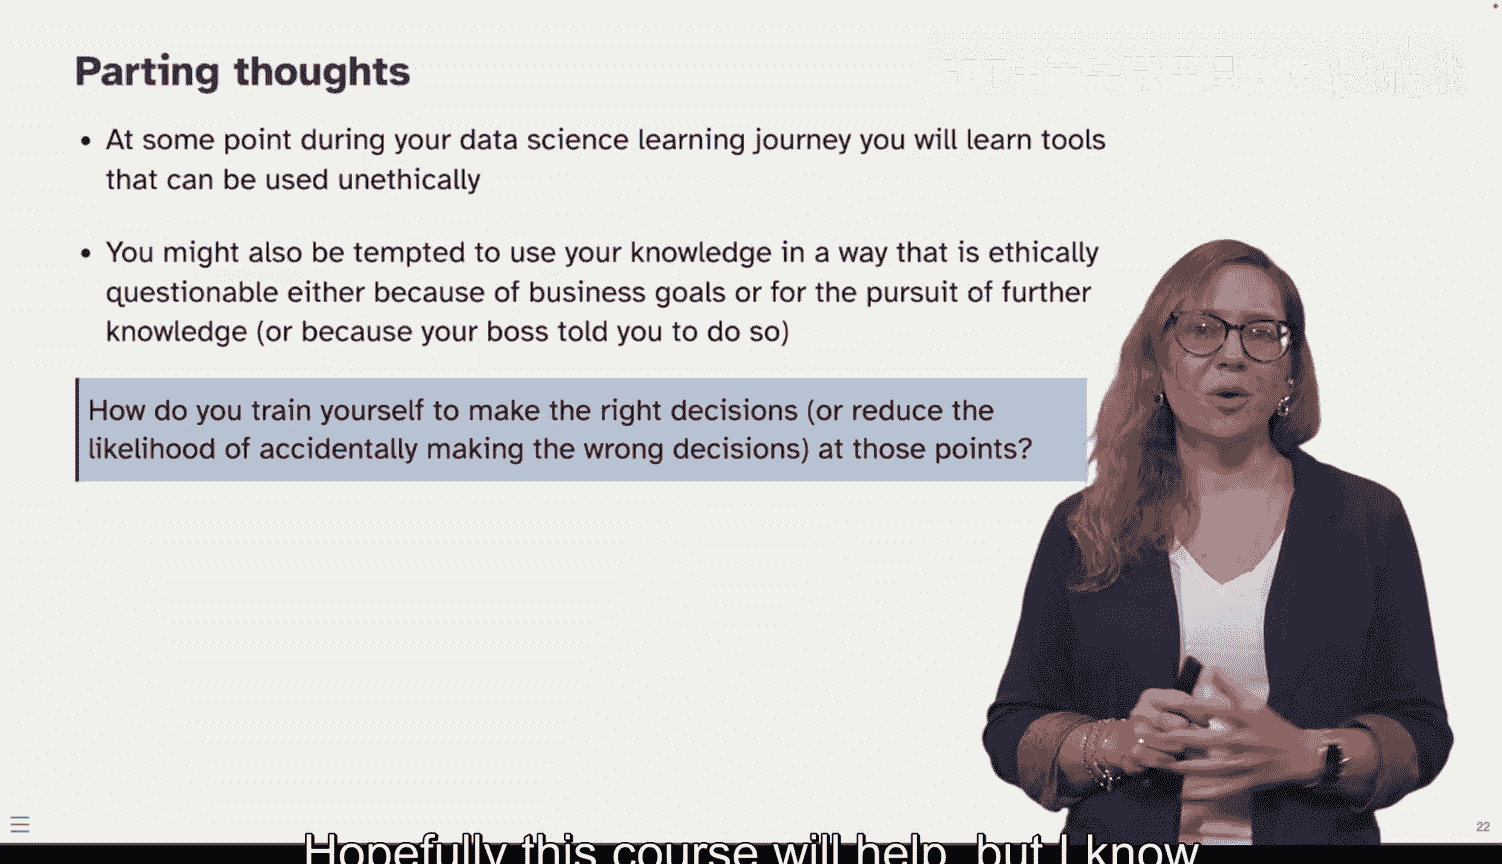 Parting thoughts
• At some point during your data science learning journey you will learn tools
that can be used unethically
• You might also be tempted to use your knowledge in a way that is ethically
questionable either because of business goals or for the pursuit of further
knowledge (or because your boss told you to do so)
How do you train yourself to make the right decisions (or reduce the
likelihood of accidentally making the wrong decisions) at those points?
22
Hopefully this course will help, but I know